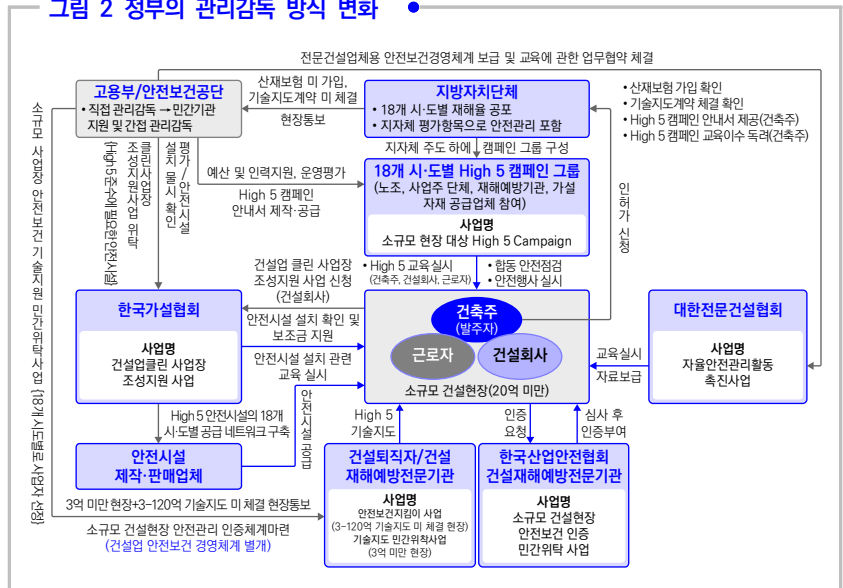 그림 2 정부의 관리감독 방식 변화
전문건설업체용 안전보건경영체계 보급 및 교육에 관한 업무협약 체결
고용부/안전보건공단
• 직접 관리감독 → 민간기관
지원 및 간접 관리감독
산재보험 미 가입,
기술지도계약 미 체결
현장통보
지방자치단체
• 18개 시·도별 재해율 공포
• 지자체 평가항목으로 안전관리 포함
• 산재보험 가입 확인
• 기술지도계약 체결 확인
• High 5 캠페인 안내서 제공(건축주)
• High 5 캠페인 교육이수 독려(건축주)
지자체 주도 하에 캠페인 그룹 구성
소규모 사업장 안전보건 기술지원 민간위탁사업 {18개 시도별로 사업자 선정}
(High 5 준수에 필요한 안전시설)
클린사업장
조성지원사업 위탁
평가/안전시설
설치 몰시 확인
예산 및 인력지원, 운영평가
High 5 캠페인
안내서 제작·공급
18개 시·도별 High 5 캠페인 그룹
(노조, 사업주 단체, 재해예방기관, 가설
자재 공급업체 참여)
사업명
소규모 현장 대상 High 5 Campaign
인허가 신청
건설업 클린 사업장
조성지원 사업 신청
(건설회사)
• High 5 교육 실시
(건축주, 건설회사, 근로자)
• 합동 안전점검
• 안전행사 실시
한국가설협회
사업명
건설업클린 사업장
조성지원 사업
안전시설 설치 확인 및
보조금 지원
안전시설 설치 관련
교육 실시
건축주
(발주자)
근로자
건설회사
소규모 건설현장(20억 미만)
교육실시
자료보급
대한전문건설협회
사업명
자율안전관리활동
촉진사업
High 5 안전시설의 18개
시·도별 공급 네트워크 구축
안전시설 공급
High 5
기술지도
인증
요청
심사 후
인증부여
안전시설
제작·판매업체
건설퇴직자/건설
재해예방전문기관
사업명
안전보건지킴이 사업
(3-120억 기술지도 미 체결 현장)
기술지도 민간위착사업
(3억 미만 현장)
한국산업안전협회
건설재해예방전문기관
사업명
소규모 건설현장
안전보건 인증
민간위탁 사업
3억 미만 현장+3-120억 기술지도 미 체결 현장통보
소규모 건설현장 안전관리 인증체계마련
(건설업 안전보건 경영체계 별개)